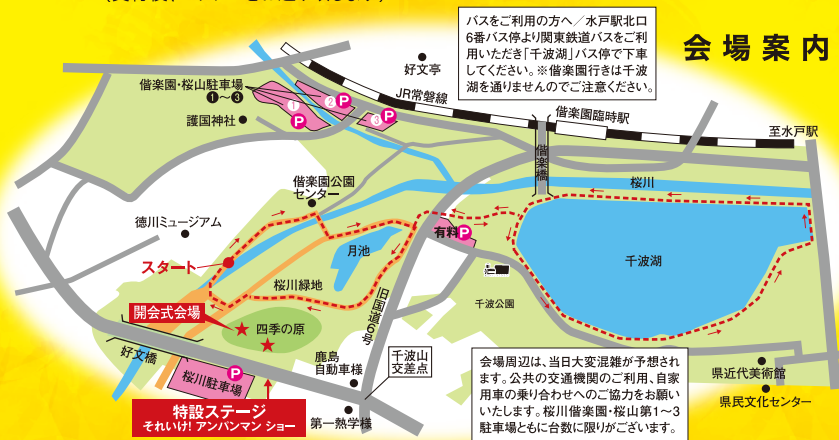 バスをご利用の方へ／水戸駅北口
6番バス停より関東鉄道バスをご
利用いただき「千波湖」バス停で下車
してください。※偕楽園行きは千波
湖を通りませんのでご注意ください。
会場案内
好文亭
偕楽園・桜山駐車場
❶〜❸
JR常磐線
1
2
3
P
P
P
護国神社
偕楽園臨時駅
至水戸駅
偕楽橋
桜川
偕楽園公園
センター
徳川ミュージアム
有料P
月池
スタート
千波湖
桜川緑地
旧国道6号
千波公園
開会式会場
四季の原
好文橋
P
桜川駐車場
鹿島
自動車様
千波山
交差点
特設ステージ
それいけ! アンパンマン ショー
第一熱学様
会場周辺は、当日大変混雑が予想され
ます。公共の交通機関のご利用、自家
用車の乗り合わせへのご協力をお願い
いたします。桜川偕楽園・桜山第1〜3
駐車場ともに台数に限りがございます。
県近代美術館
県民文化センター